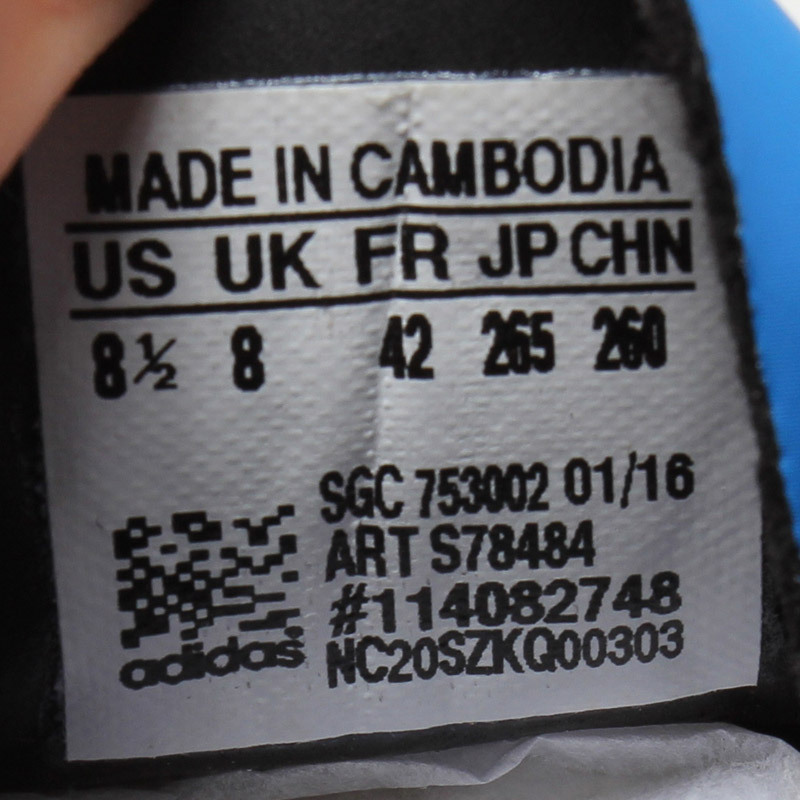 MADE IN CAMBODIA
US UK FR JP CHN
8½ 8 42 265 260
SGC 753002 01/16
ART S78484
#114082748
NC20SZKQ00303
adidas